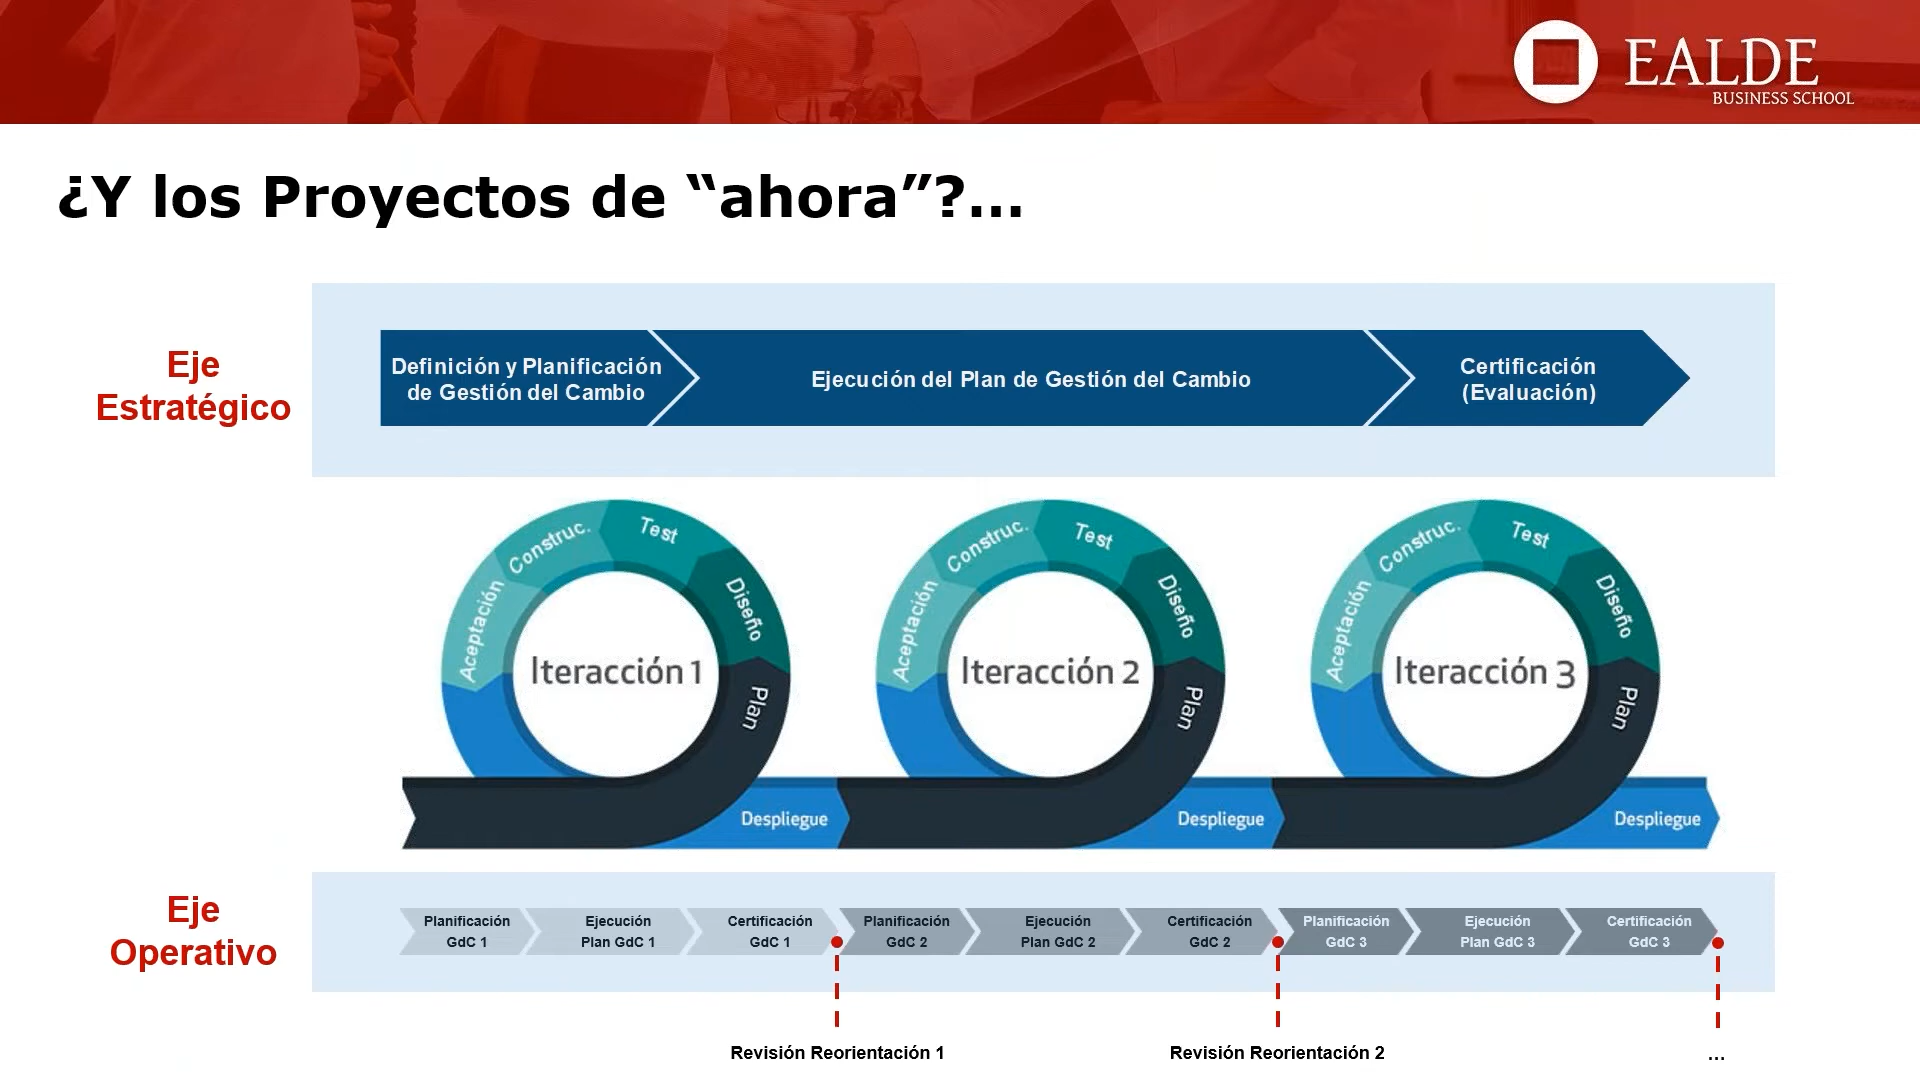 EALDE
BUSINESS SCHOOL
¿Y los Proyectos de “ahora”?...
Eje
Estratégico
Definición y Planificación
de Gestión del Cambio
Ejecución del Plan de Gestión del Cambio
Certificación
(Evaluación)
Aceptación
Construc.
Test
Diseño
Plan
Iteracción 1
Despliegue
Aceptación
Construc.
Test
Diseño
Plan
Iteracción 2
Despliegue
Aceptación
Construc.
Test
Diseño
Plan
Iteracción 3
Despliegue
Eje
Operativo
Planificación
GdC 1
Ejecución
Plan GdC 1
Certificación
GdC 1
Planificación
GdC 2
Ejecución
Plan GdC 2
Certificación
GdC 2
Planificación
GdC 3
Ejecución
Plan GdC 3
Certificación
GdC 3
Revisión Reorientación 1
Revisión Reorientación 2
...